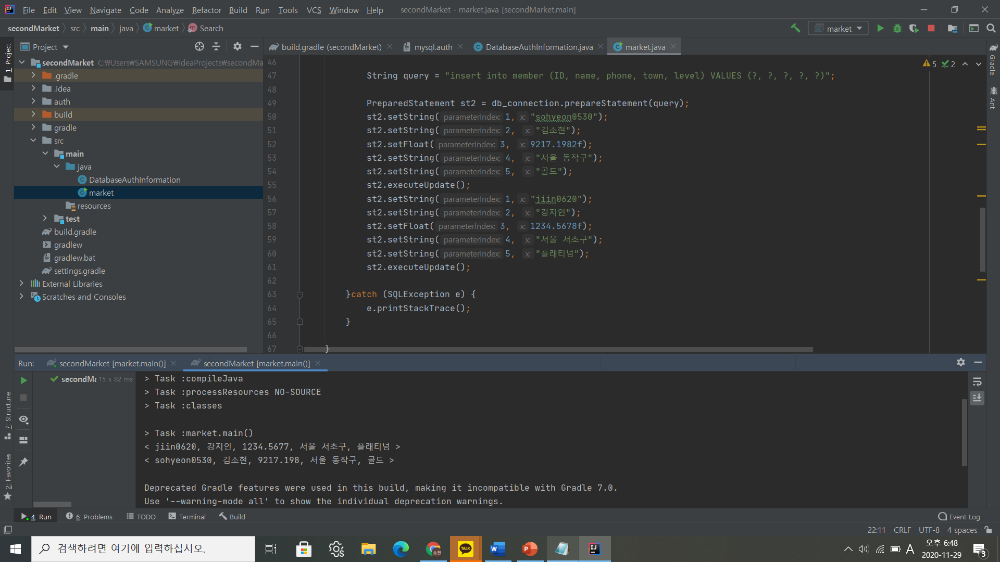 File Edit View Navigate Code Analyze Refactor Build Run Tools VCS Window Help secondMarket - market.java [secondMarket.main]
secondMarket src main java market Search
market
1: Project
Project
build.gradle (secondMarket)
mysql.auth
DatabaseAuthInformation.java
market.java
secondMarket C:₩Users₩SAMSUNG₩IdeaProjects₩secondMa
.gradle
.idea
auth
build
gradle
src
main
java
DatabaseAuthInformation
market
resources
test
build.gradle
gradlew
gradlew.bat
settings.gradle
External Libraries
Scratches and Consoles
5 2
46
47 String query = "insert into member (ID, name, phone, town, level) VALUES (?, ?, ?, ?, ?)";
48
49 PreparedStatement st2 = db_connection.prepareStatement(query);
50 st2.setString( parameterIndex: 1, x: "sohyeon0530");
51 st2.setString( parameterIndex: 2, x: "김소현");
52 st2.setFloat( parameterIndex: 3, x: 9217.1982f);
53 st2.setString( parameterIndex: 4, x: "서울 동작구");
54 st2.setString( parameterIndex: 5, x: "골드");
55 st2.executeUpdate();
56 st2.setString( parameterIndex: 1, x: "jiin0620");
57 st2.setString( parameterIndex: 2, x: "강지인");
58 st2.setFloat( parameterIndex: 3, x: 1234.5678f);
59 st2.setString( parameterIndex: 4, x: "서울 서초구");
60 st2.setString( parameterIndex: 5, x: "플래티넘");
61 st2.executeUpdate();
62
63 }catch (SQLException e) {
64 e.printStackTrace();
65 }
66
67 }
Gradle
Ant
Run: secondMarket [market.main()] secondMarket [market.main()]
secondMa 15 s 82 ms
> Task :compileJava
> Task :processResources NO-SOURCE
> Task :classes
> Task :market.main()
< jiin0620, 강지인, 1234.5677, 서울 서초구, 플래티넘 >
< sohyeon0530, 김소현, 9217.198, 서울 동작구, 골드 >
Deprecated Gradle features were used in this build, making it incompatible with Gradle 7.0.
Use '--warning-mode all' to show the individual deprecation warnings.
7: Structure
2: Favorites
4: Run 6: Problems TODO Terminal Build Event Log
22:11 CRLF UTF-8 4 spaces
검색하려면 여기에 입력하십시오.
소현
TALK
W
P
IJ
A
오후 6:48
2020-11-29
3